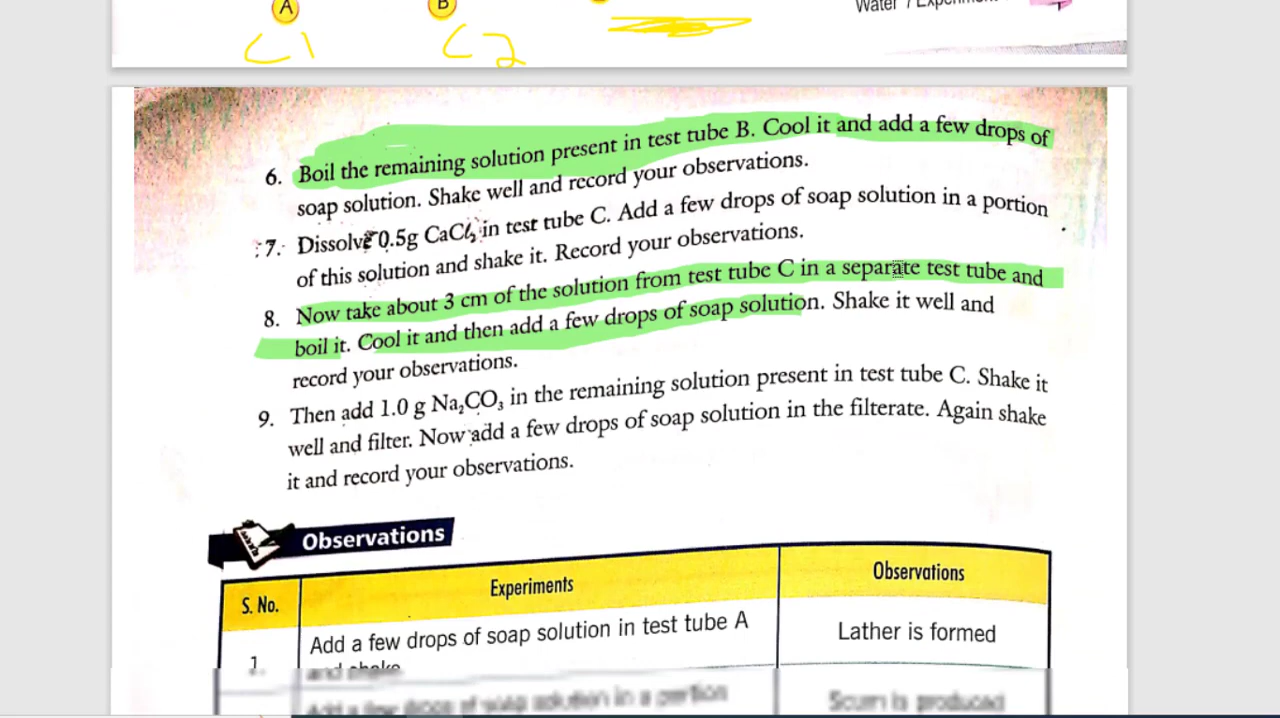 A
B
Water
C1
C2
6. Boil the remaining solution present in test tube B. Cool it and add a few drops of
soap solution. Shake well and record your observations.
7. Dissolve 0.5g CaCl₂ in test tube C. Add a few drops of soap solution in a portion
of this solution and shake it. Record your observations.
8. Now take about 3 cm of the solution from test tube C in a separate test tube and
boil it. Cool it and then add a few drops of soap solution. Shake it well and
record your observations.
9. Then add 1.0 g Na₂CO₃ in the remaining solution present in test tube C. Shake it
well and filter. Now add a few drops of soap solution in the filterate. Again shake
it and record your observations.
Observations
S. No.
Experiments
Observations
1.
Add a few drops of soap solution in test tube A
and shake
Lather is formed
Add a few drops of soap solution in a portion
Scum is produced